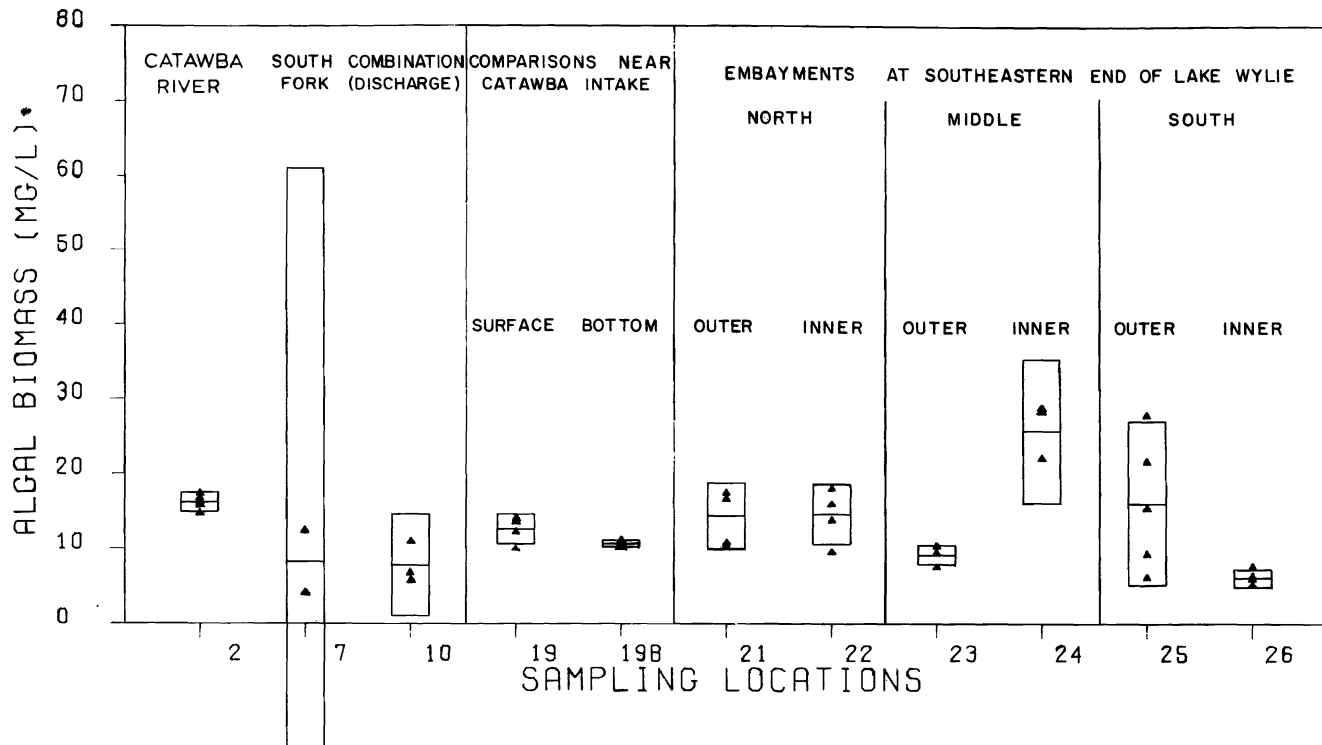 80
70
60
50
40
30
20
10
0
ALGAL BIOMASS (MG/L)*
CATAWBA RIVER
SOUTH FORK
COMBINATION (DISCHARGE)
COMPARISONS NEAR CATAWBA INTAKE
EMBAYMENTS AT SOUTHEASTERN END OF LAKE WYLIE
NORTH MIDDLE SOUTH
SURFACE BOTTOM OUTER INNER OUTER INNER OUTER INNER
2 7 10 19 19B 21 22 23 24 25 26
SAMPLING LOCATIONS